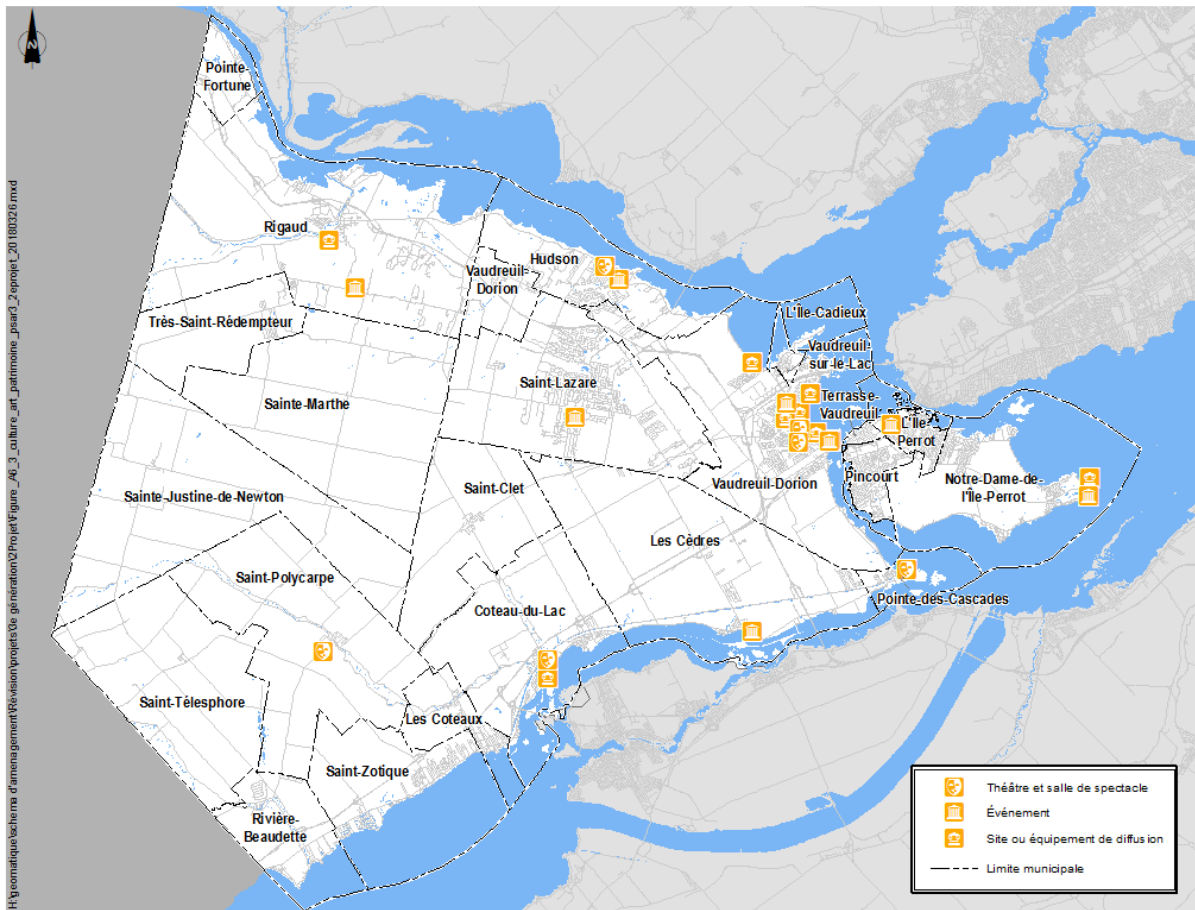 Pointe-
Fortune
Rigaud
Hudson
Vaudreuil-
Dorion
Très-Saint-Rédempteur
L'Île-Cadieux
Vaudreuil
sur-le-Lac
Saint-Lazare
Terrasse-
Vaudreuil
Sainte-Marthe
L'Île-
Perrot
Pincourt
Notre-Dame-de-
l'Île-Perrot
Vaudreuil-Dorion
Saint-Clet
Sainte-Justine-de-Newton
Les Cèdres
Saint-Polycarpe
Pointe-des-Cascades
Coteau-du-Lac
Saint-Télesphore
Les Coteaux
Saint-Zotique
Rivière-
Beaudette
Théâtre et salle de spectacle
Événement
Site ou équipement de diffusion
Limite municipale